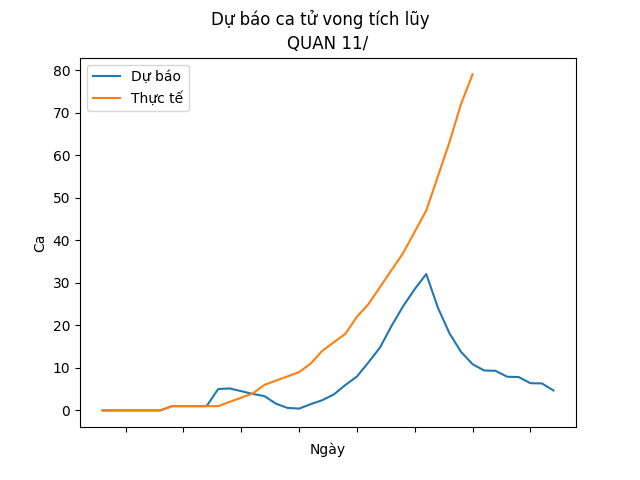 Dự báo ca tử vong tích lũy
QUAN 11/
Dự báo
Thực tế
80
70
60
50
40
30
20
10
0
Ca
Ngày